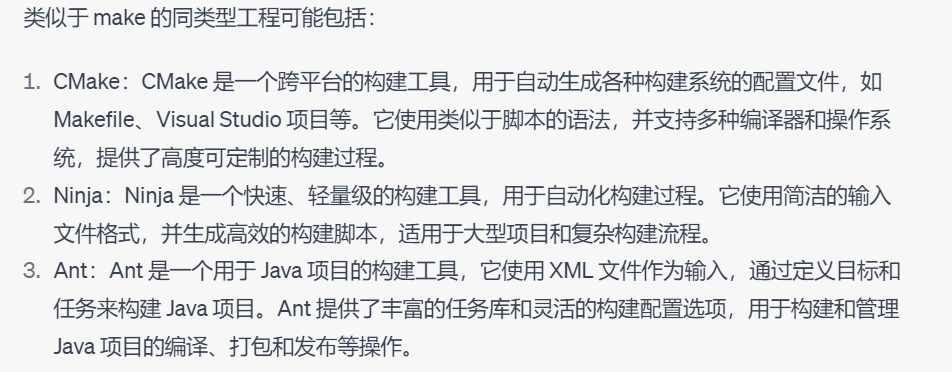 类似于 make 的同类型工程可能包括：
1. CMake：CMake 是一个跨平台的构建工具，用于自动生成各种构建系统的配置文件，如
Makefile、Visual Studio 项目等。它使用类似于脚本的语法，并支持多种编译器和操作系
统，提供了高度可定制的构建过程。
2. Ninja：Ninja 是一个快速、轻量级的构建工具，用于自动化构建过程。它使用简洁的输入
文件格式，并生成高效的构建脚本，适用于大型项目和复杂构建流程。
3. Ant：Ant 是一个用于 Java 项目的构建工具，它使用 XML 文件作为输入，通过定义目标和
任务来构建 Java 项目。Ant 提供了丰富的任务库和灵活的构建配置选项，用于构建和管理
Java 项目的编译、打包和发布等操作。